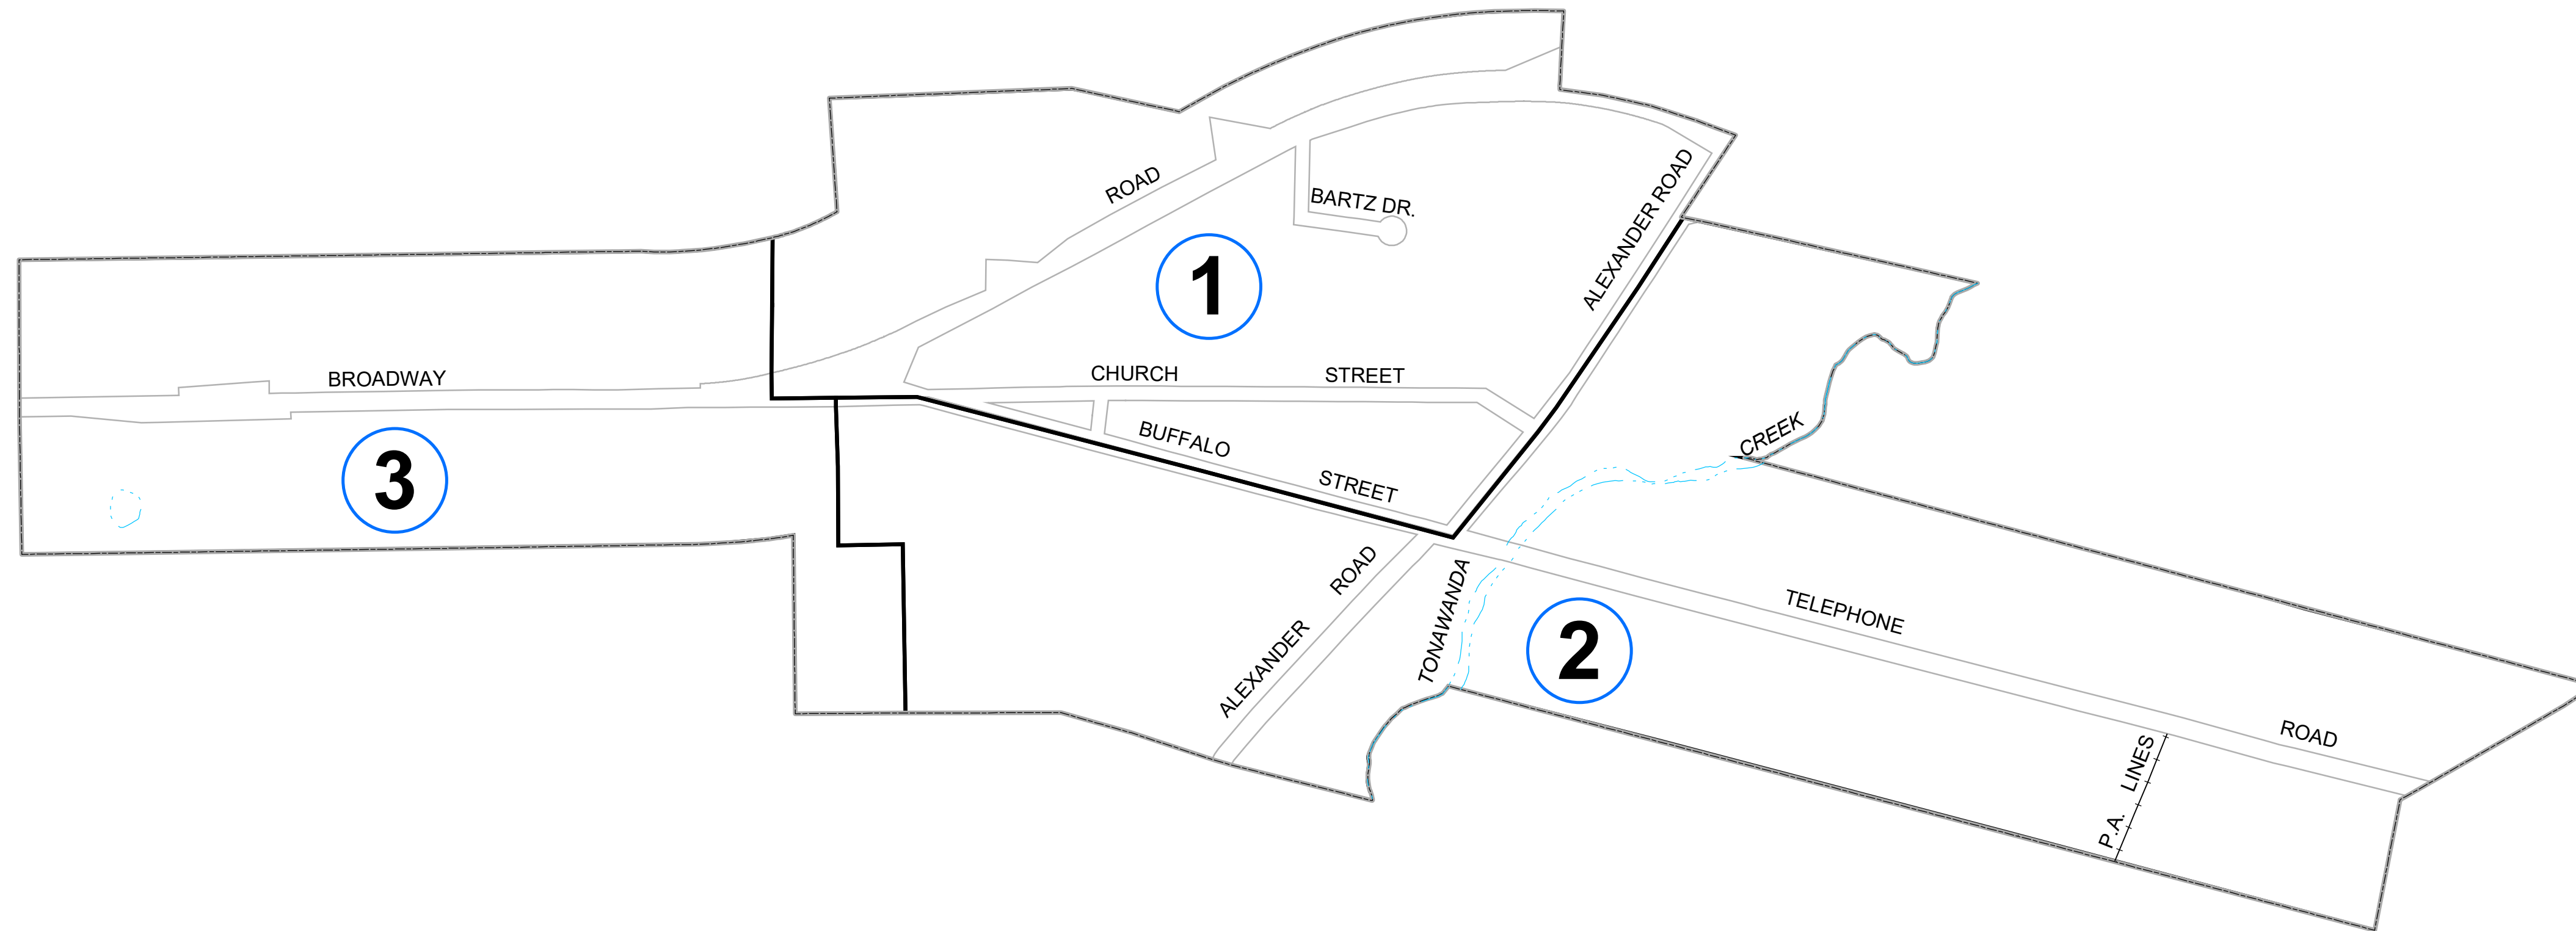 ROAD
BARTZ DR.
ALEXANDER ROAD
1
BROADWAY
CHURCH STREET
BUFFALO STREET
CREEK
3
ALEXANDER ROAD
TONAWANDA
2
TELEPHONE ROAD
P.A. LINES